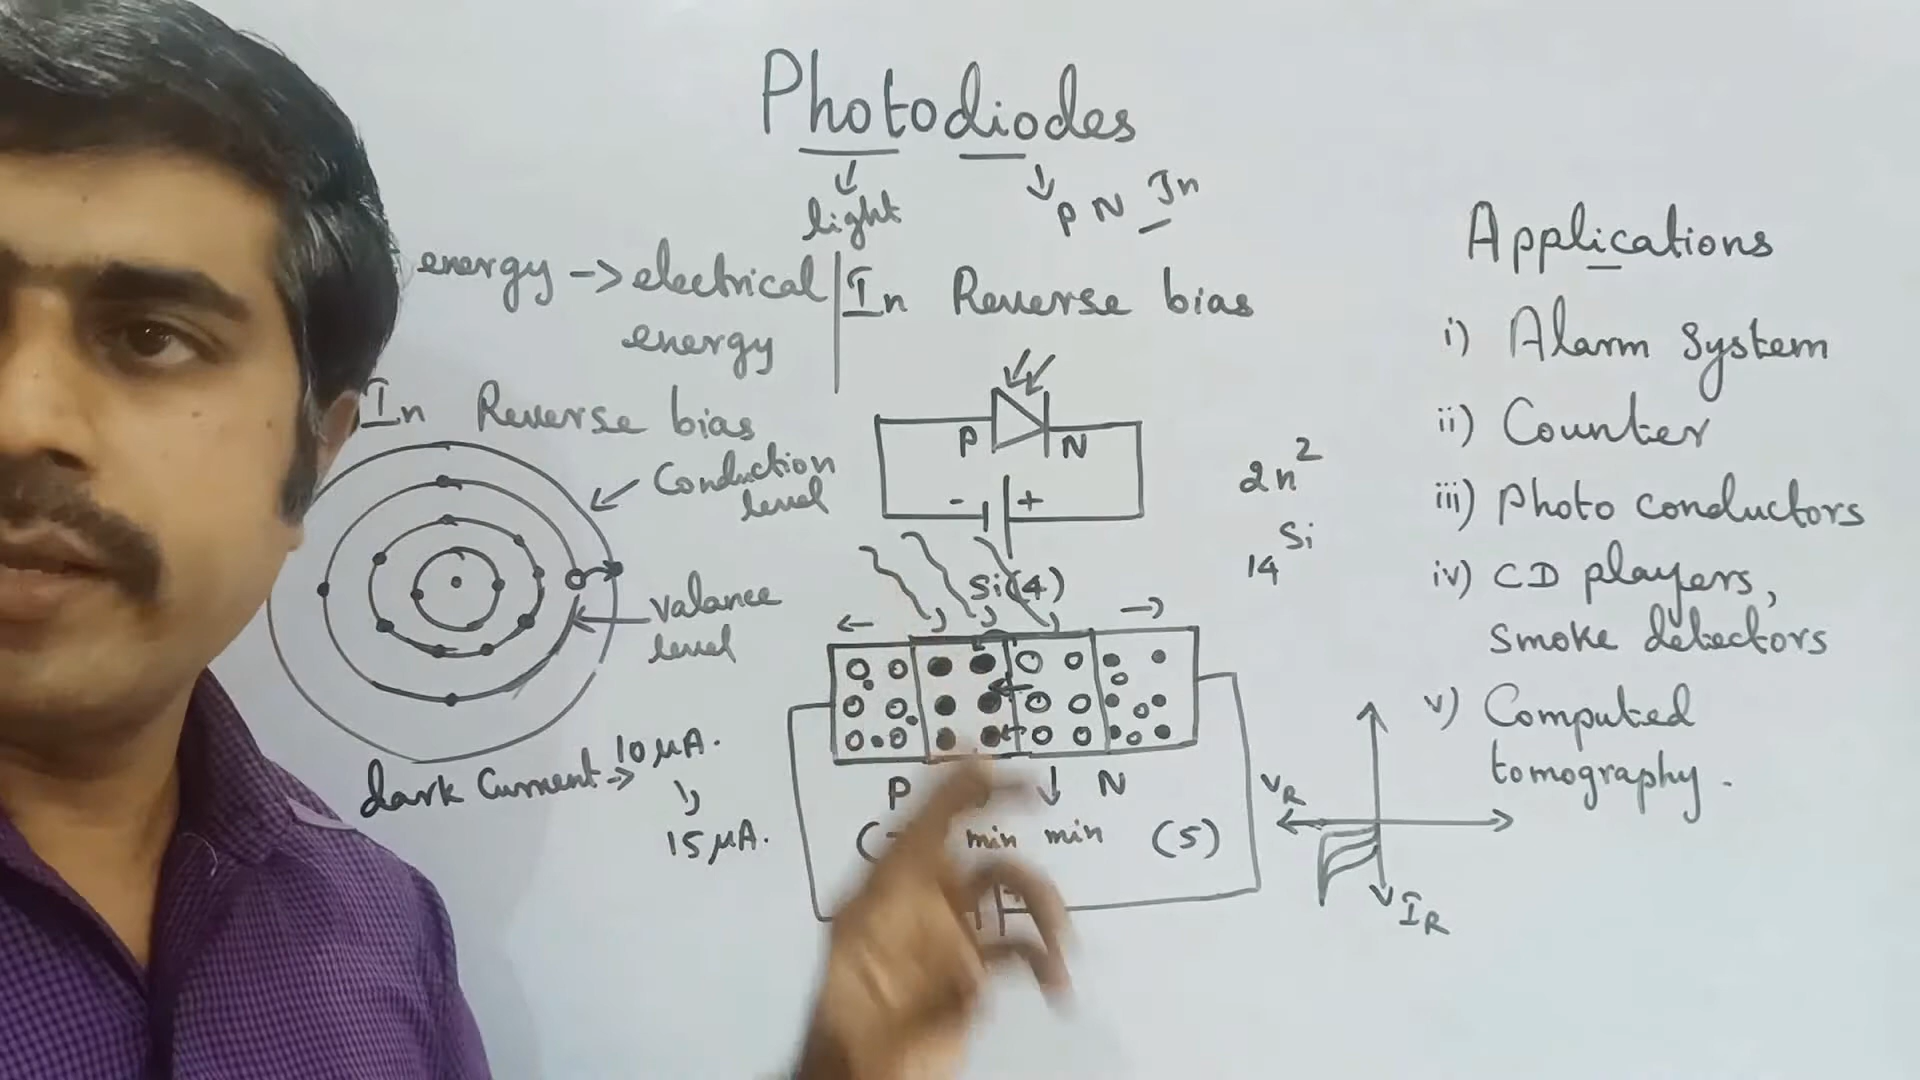 Photodiodes
light
PN Jn
energy -> electrical
energy
In Reverse bias
In Reverse bias
Conduction
level
valance
level
dark Current -> 10 μA.
15 μA.
P N
- +
2n²
14 Si
Si(4)
P N
min min (5)
Applications
i) Alarm System
ii) Counter
iii) Photo conductors
iv) CD players,
smoke detectors
v) Computed
tomography.
VR
IR